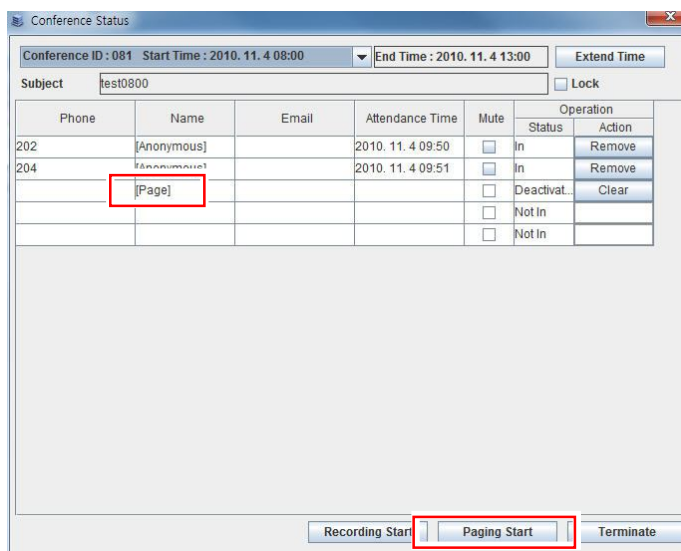 Conference Status
Conference ID : 081 Start Time : 2010. 11. 4 08:00 End Time : 2010. 11. 4 13:00 Extend Time
Subject test0800 Lock
Phone Name Email Attendance Time Mute Operation
Status Action
202 [Anonymous] 2010. 11. 4 09:50 In Remove
204 [Anonymous] 2010. 11. 4 09:51 In Remove
[Page] Deactivat... Clear
Not In
Not In
Recording Start Paging Start Terminate